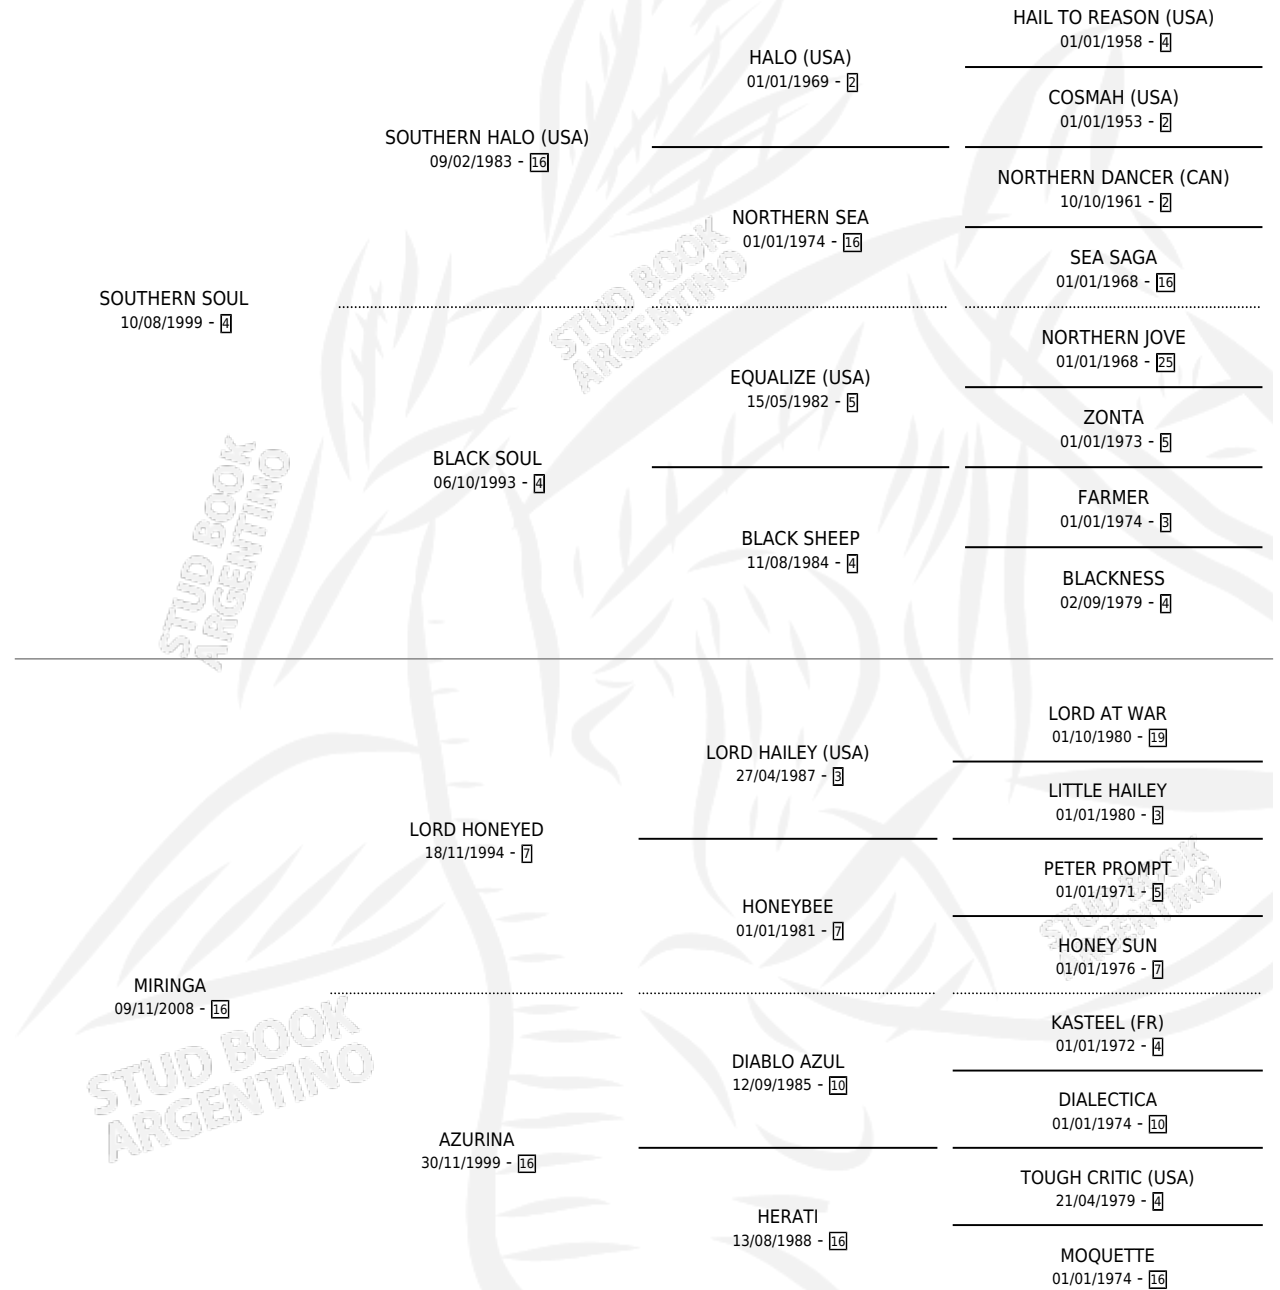 HAIL TO REASON (USA)
01/01/1958 - 4
HALO (USA)
01/01/1969 - 2
COSMAH (USA)
01/01/1953 - 2
SOUTHERN HALO (USA)
09/02/1983 - 16
NORTHERN DANCER (CAN)
10/10/1961 - 2
NORTHERN SEA
01/01/1974 - 16
SEA SAGA
01/01/1968 - 16
SOUTHERN SOUL
10/08/1999 - 4
NORTHERN JOVE
01/01/1968 - 25
EQUALIZE (USA)
15/05/1982 - 5
ZONTA
01/01/1973 - 5
BLACK SOUL
06/10/1993 - 4
FARMER
01/01/1974 - 3
BLACK SHEEP
11/08/1984 - 4
BLACKNESS
02/09/1979 - 4
LORD AT WAR
01/10/1980 - 19
LORD HAILEY (USA)
27/04/1987 - 3
LITTLE HAILEY
01/01/1980 - 3
LORD HONEYED
18/11/1994 - 7
PETER PROMPT
01/01/1971 - 5
HONEYBEE
01/01/1981 - 7
HONEY SUN
01/01/1976 - 7
MIRINGA
09/11/2008 - 16
KASTEEL (FR)
01/01/1972 - 4
DIABLO AZUL
12/09/1985 - 10
DIALECTICA
01/01/1974 - 10
AZURINA
30/11/1999 - 16
TOUGH CRITIC (USA)
21/04/1979 - 4
HERATI
13/08/1988 - 16
MOQUETTE
01/01/1974 - 16
STUD BOOK
ARGENTINO
STUD BOOK
ARGENTINO
STUD BOOK
ARGENTINO
STUD BOOK
ARGENTINO